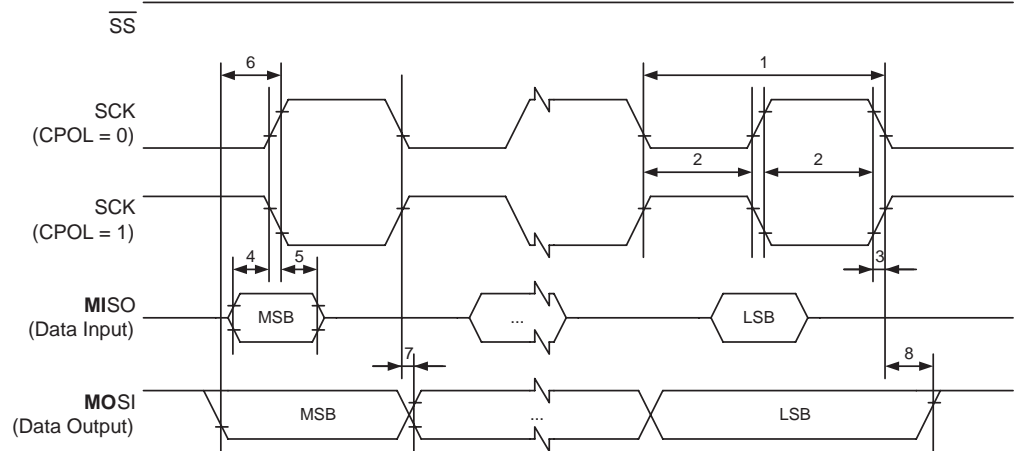 SS
6
1
SCK
(CPOL = 0)
2
2
SCK
(CPOL = 1)
4
5
3
MISO
(Data Input)
MSB
...
LSB
7
8
MOSI
(Data Output)
MSB
...
LSB